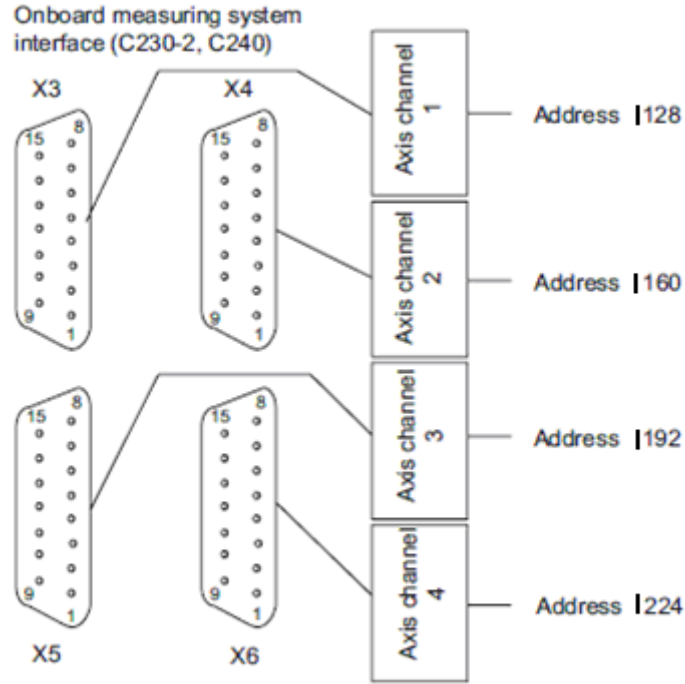 Onboard measuring system
interface (C230-2, C240)
X3
X4
15
8
9
1
15
8
9
1
Axis channel
1
Address I128
Axis channel
2
Address I160
15
8
9
1
15
8
9
1
X5
X6
Axis channel
3
Address I192
Axis channel
4
Address I224